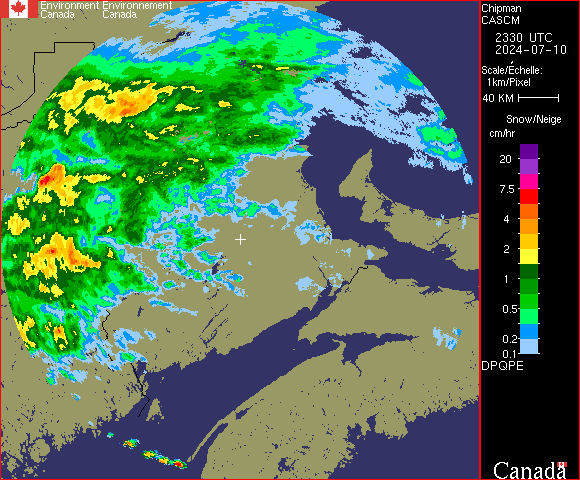 Environment Environnement
Canada Canada
Chipman
CASCM
2330 UTC
2024-07-10
Scale/Échelle:
1km/Pixel
40 KM
Snow/Neige
cm/hr
20
7.5
4
2
1
0.5
0.2
0.1
DPQPE
Canada